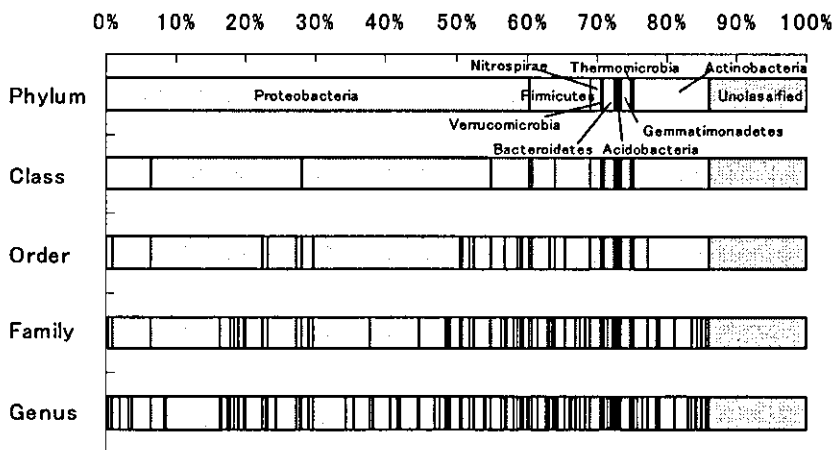 0% 10% 20% 30% 40% 50% 60% 70% 80% 90% 100%
Nitrospirae Thermomicrobia Actinobacteria
Phylum Proteobacteria Firmicutes Unclassified
Verrucomicrobia Gemmatimonadetes
Bacteroidetes Acidobacteria
Class
Order
Family
Genus